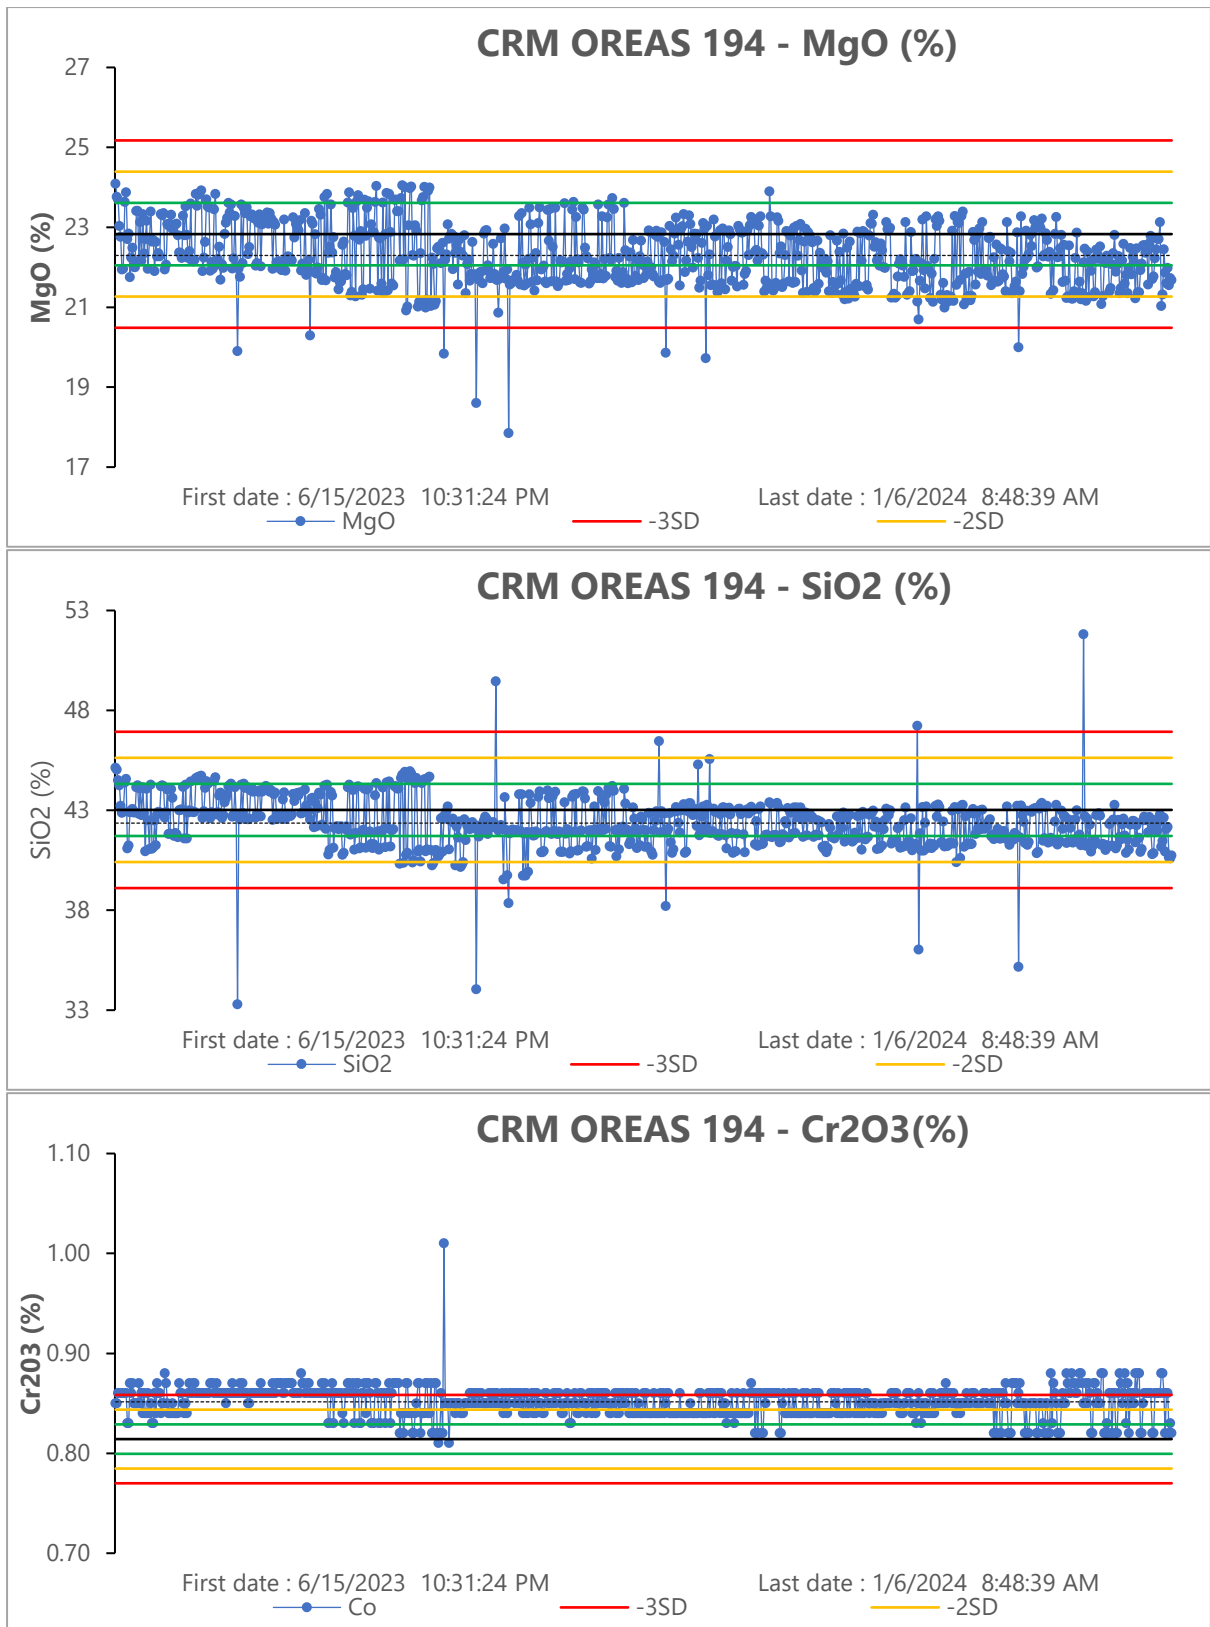 CRM OREAS 194 - MgO (%)
27
25
23
21
19
17
MgO (%)
First date : 6/15/2023 10:31:24 PM
Last date : 1/6/2024 8:48:39 AM
MgO
-3SD
-2SD
CRM OREAS 194 - SiO2 (%)
53
48
43
38
33
SiO2 (%)
First date : 6/15/2023 10:31:24 PM
Last date : 1/6/2024 8:48:39 AM
SiO2
-3SD
-2SD
CRM OREAS 194 - Cr2O3(%)
1.10
1.00
0.90
0.80
0.70
Cr203 (%)
First date : 6/15/2023 10:31:24 PM
Last date : 1/6/2024 8:48:39 AM
Co
-3SD
-2SD